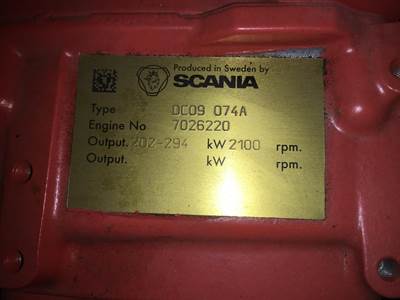 Produced in Sweden by
SCANIA
Type DC09 074A
Engine No 7026220
Output. 202-294 kW 2100 rpm.
Output. kW rpm.